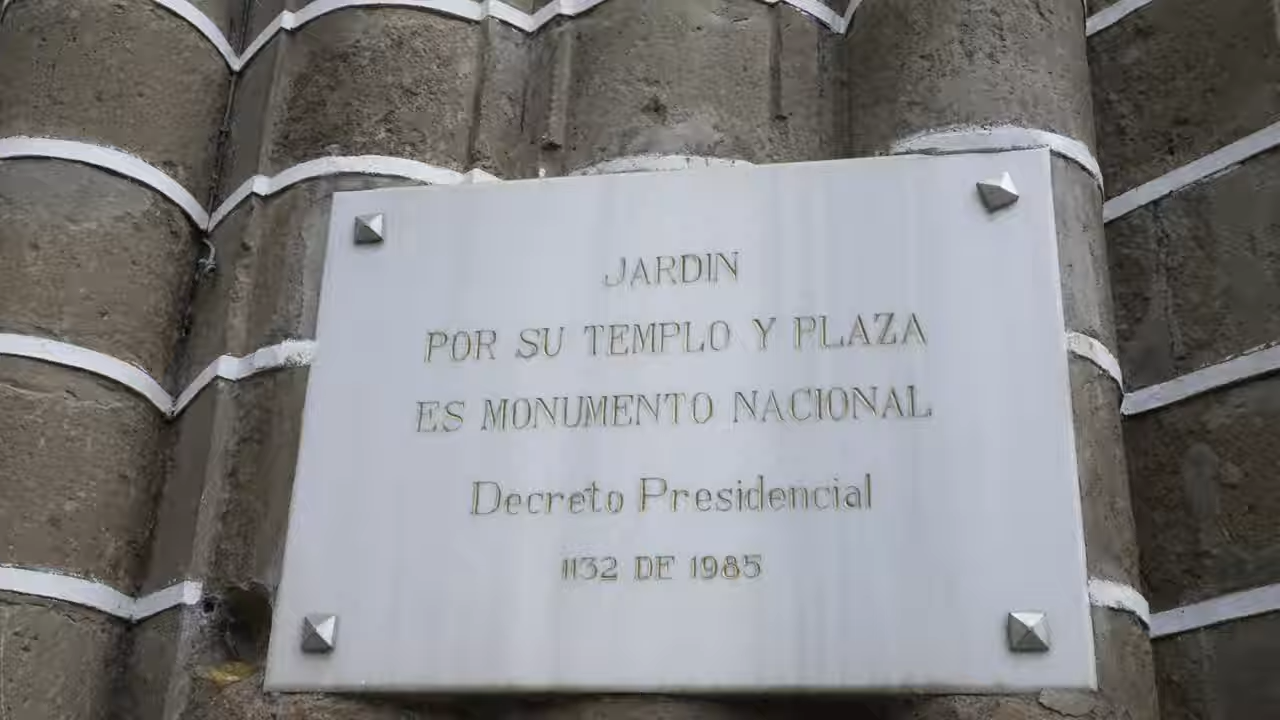 JARDIN
POR SU TEMPLO Y PLAZA
ES MONUMENTO NACIONAL
Decreto Presidencial
1132 DE 1985